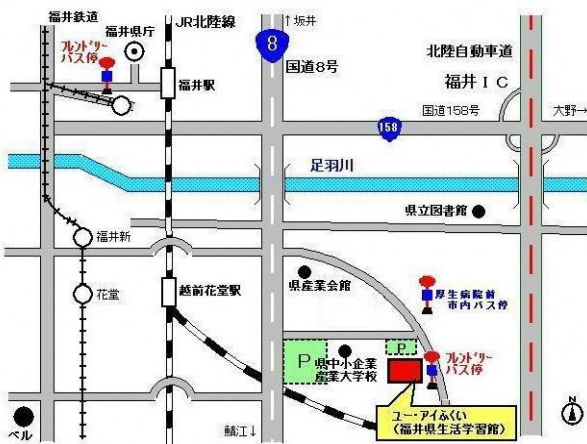 福井鉄道
JR北陸線
↑坂井
福井県庁
フレンドリー
バス停
8
国道8号
北陸自動車道
福井IC
福井駅
国道158号
大野→
158
足羽川
県立図書館
福井新
花堂
越前花堂駅
県産業会館
厚生病院前
市内バス停
P
P
県中小企業
産業大学校
フレンドリー
バス停
ベル
鯖江↓
ユー・アイふくい
(福井県生活学習館)
N